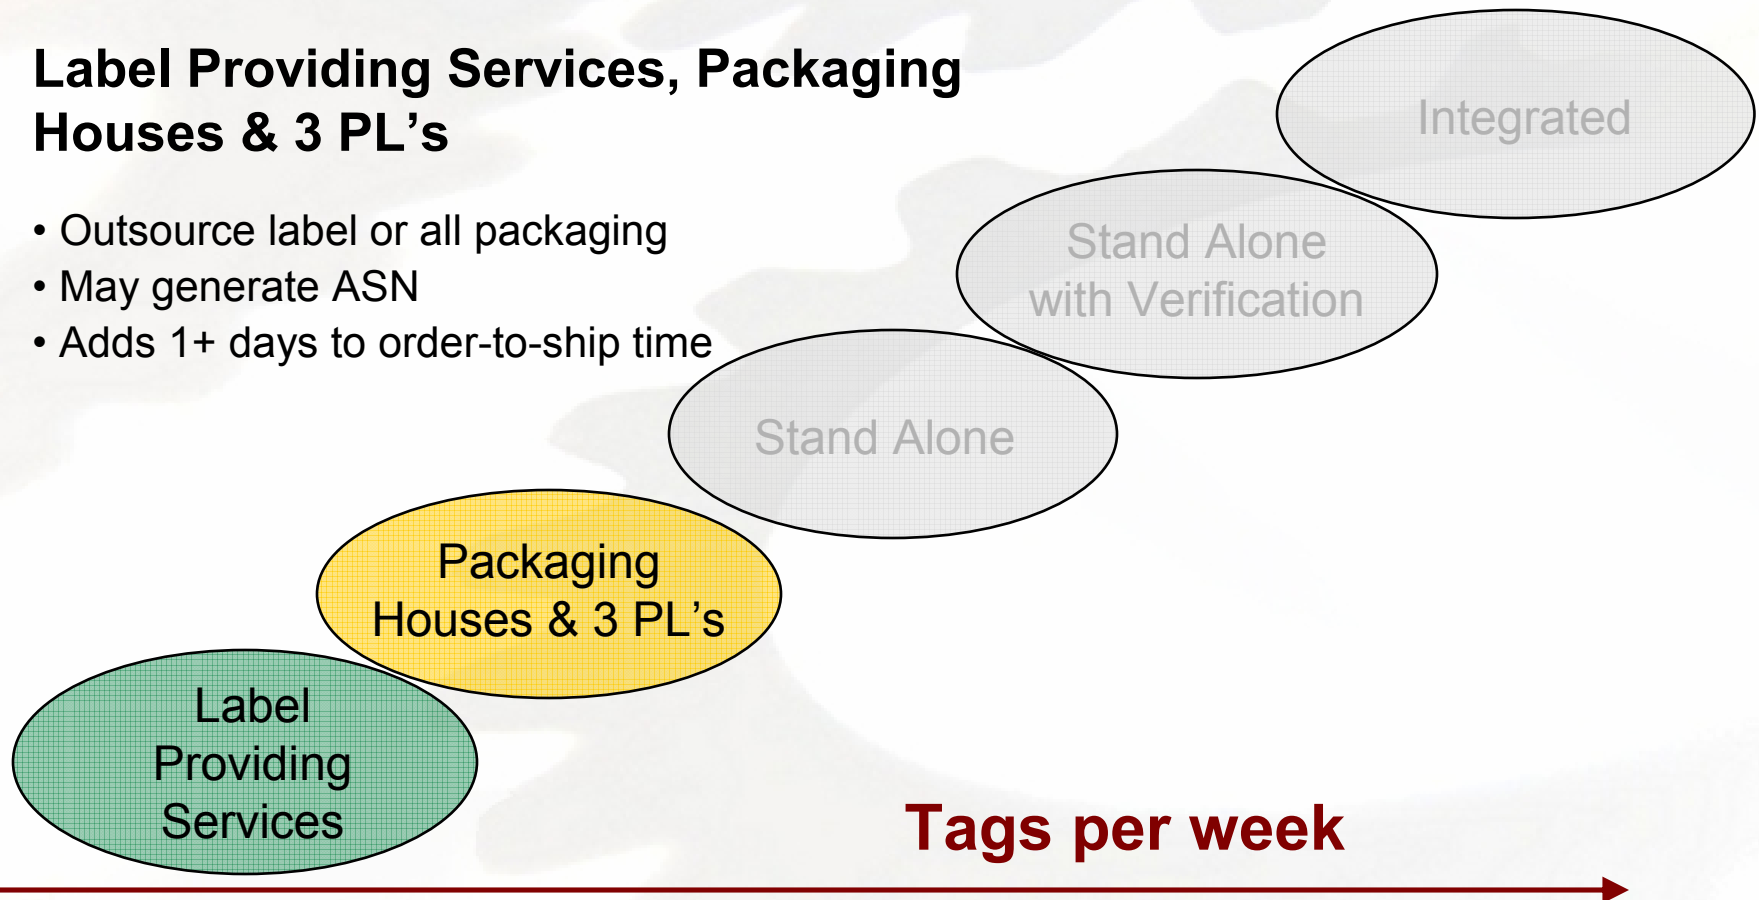 Label Providing Services, Packaging
Houses & 3 PL’s
• Outsource label or all packaging
• May generate ASN
• Adds 1+ days to order-to-ship time
Integrated
Stand Alone
with Verification
Stand Alone
Packaging
Houses & 3 PL’s
Label
Providing
Services
Tags per week